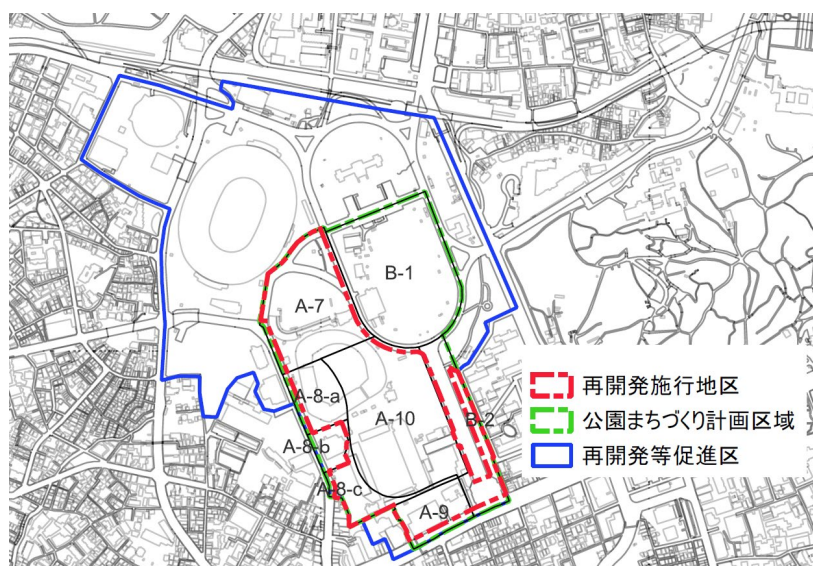 B-1
A-7
A-8-a
A-10
B-2
A-8-b
A-8-c
A-9
再開発施行地区
公園まちづくり計画区域
再開発等促進区